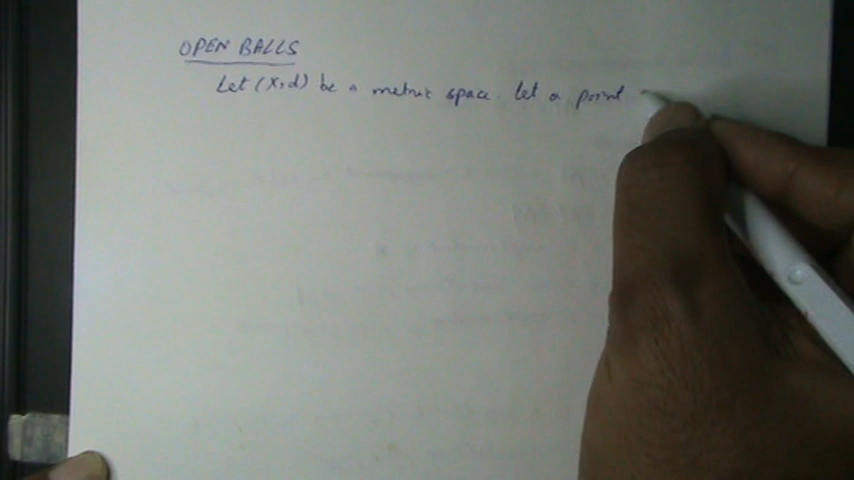 OPEN BALLS
Let (X,d) be a metric space. Let a point